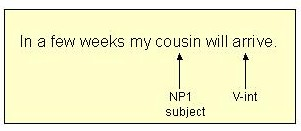 In a few weeks my cousin will arrive.
NP1 V-int
subject